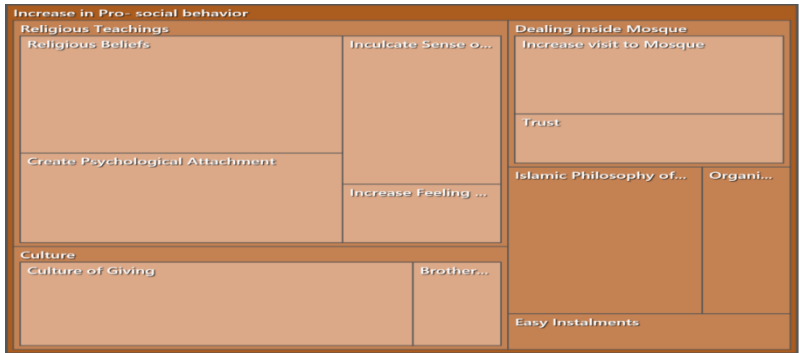 Increase in Pro- social behavior
Religious Teachings
Religious Beliefs
Inculcate Sense o...
Create Psychological Attachment
Increase Feeling ...
Culture
Culture of Giving
Brother...
Dealing inside Mosque
Increase visit to Mosque
Trust
Islamic Philosophy of...
Organi...
Easy Instalments